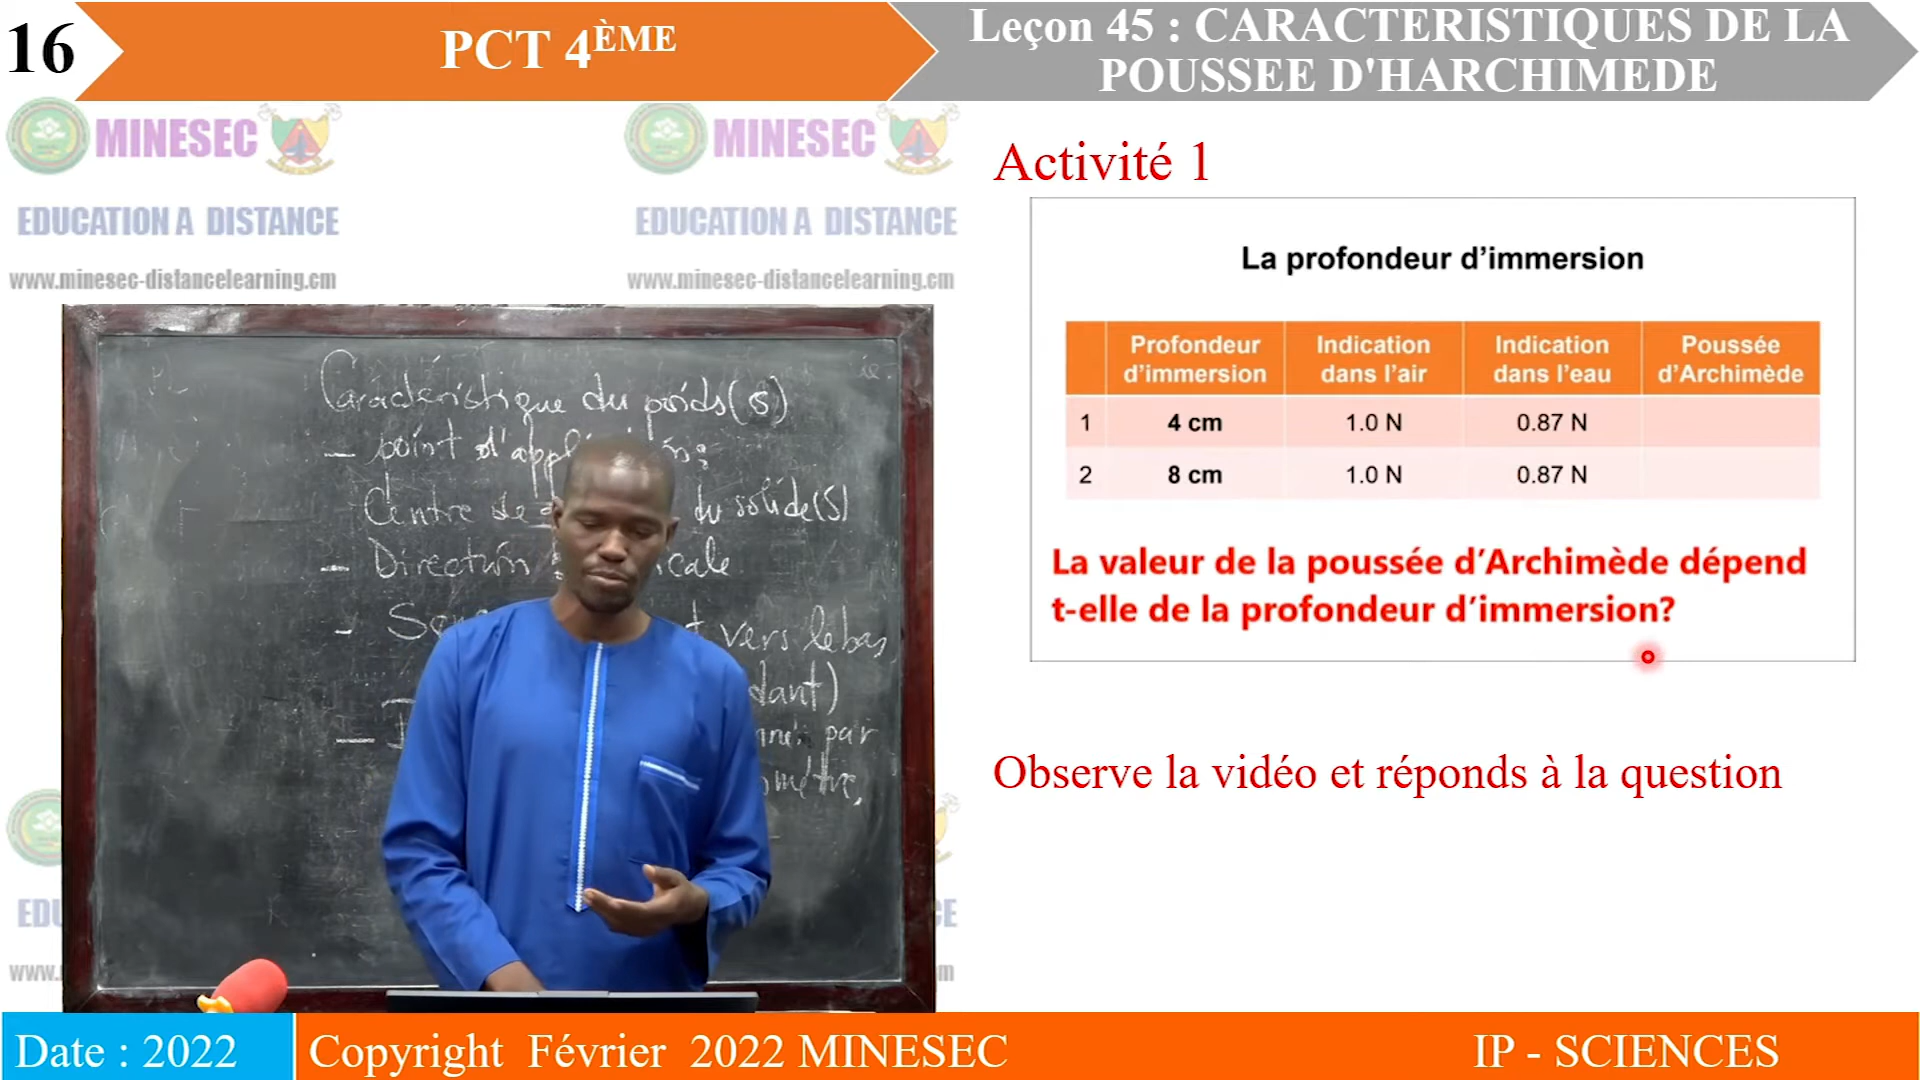 16
PCT 4ÈME
Leçon 45 : CARACTERISTIQUES DE LA
POUSSEE D'HARCHIMEDE
MINESEC
EDUCATION A DISTANCE
www.minesec-distancelearning.cm
MINESEC
EDUCATION A DISTANCE
www.minesec-distancelearning.cm
Caractéristique du poids(s)
– point d'appl
Centre de du solide(s)
– Direction
vers le bas
par
Activité 1
La profondeur d'immersion
Profondeur d'immersion Indication dans l'air Indication dans l'eau Poussée d'Archimède
1 4 cm 1.0 N 0.87 N
2 8 cm 1.0 N 0.87 N
La valeur de la poussée d'Archimède dépend
t-elle de la profondeur d'immersion?
Observe la vidéo et réponds à la question
Date : 2022
Copyright Février 2022 MINESEC
IP - SCIENCES